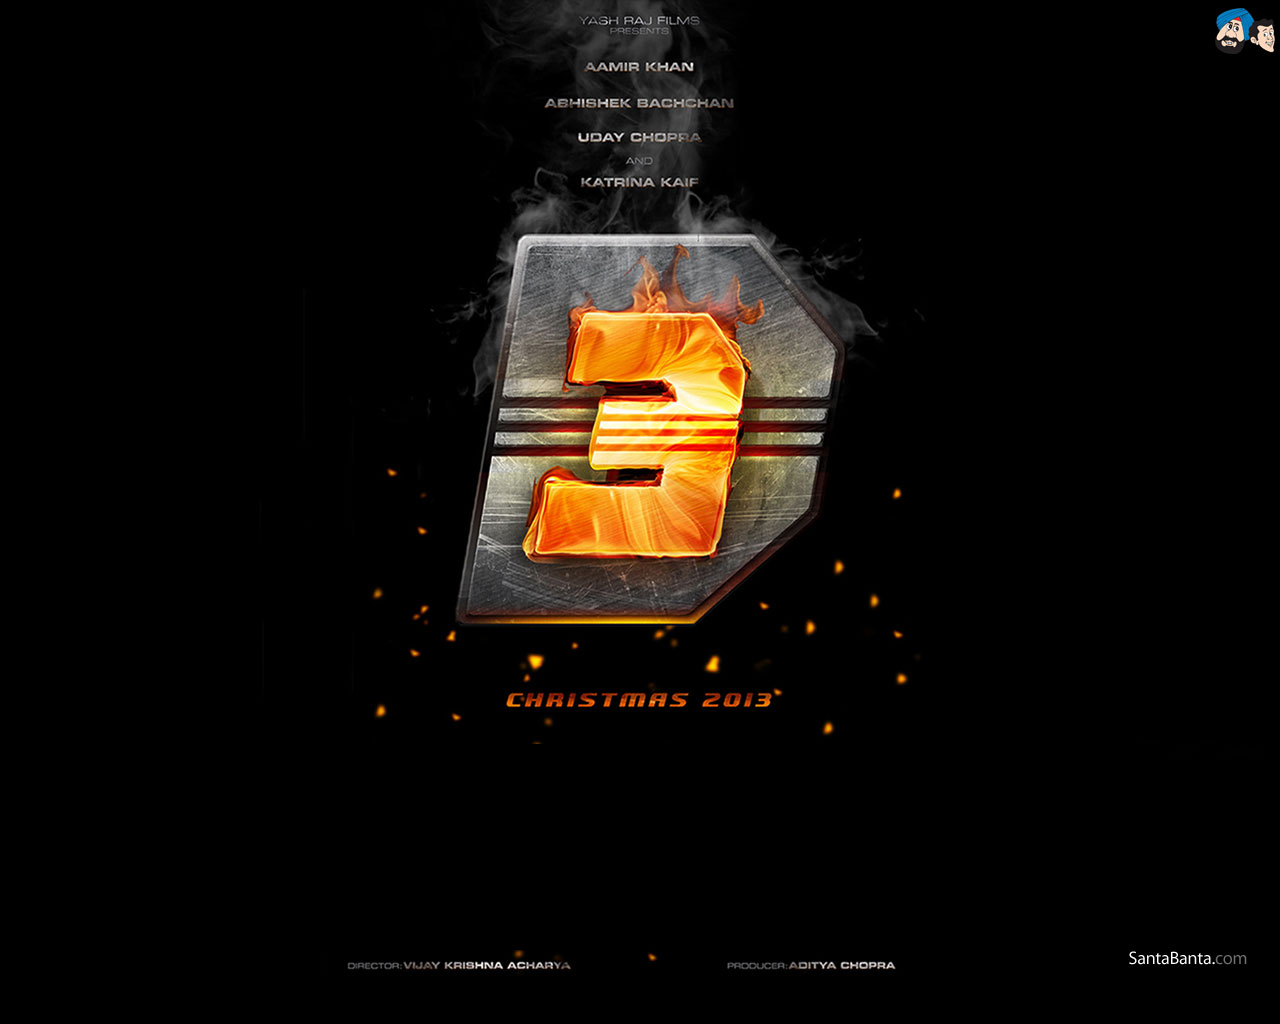 YASH RAJ FILMS
PRESENTS
AAMIR KHAN
ABHISHEK BACHCHAN
UDAY CHOPRA
AND
KATRINA KAIF
3
CHRISTMAS 2013
DIRECTOR: VIJAY KRISHNA ACHARYA
PRODUCER: ADITYA CHOPRA
SantaBanta.com